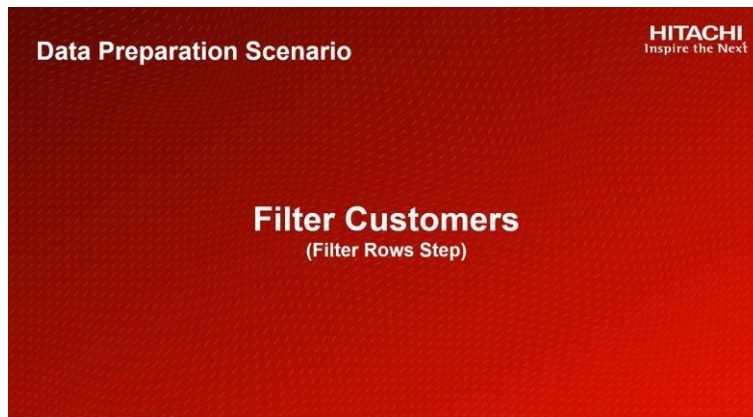 Data Preparation Scenario
HITACHI
Inspire the Next
Filter Customers
(Filter Rows Step)